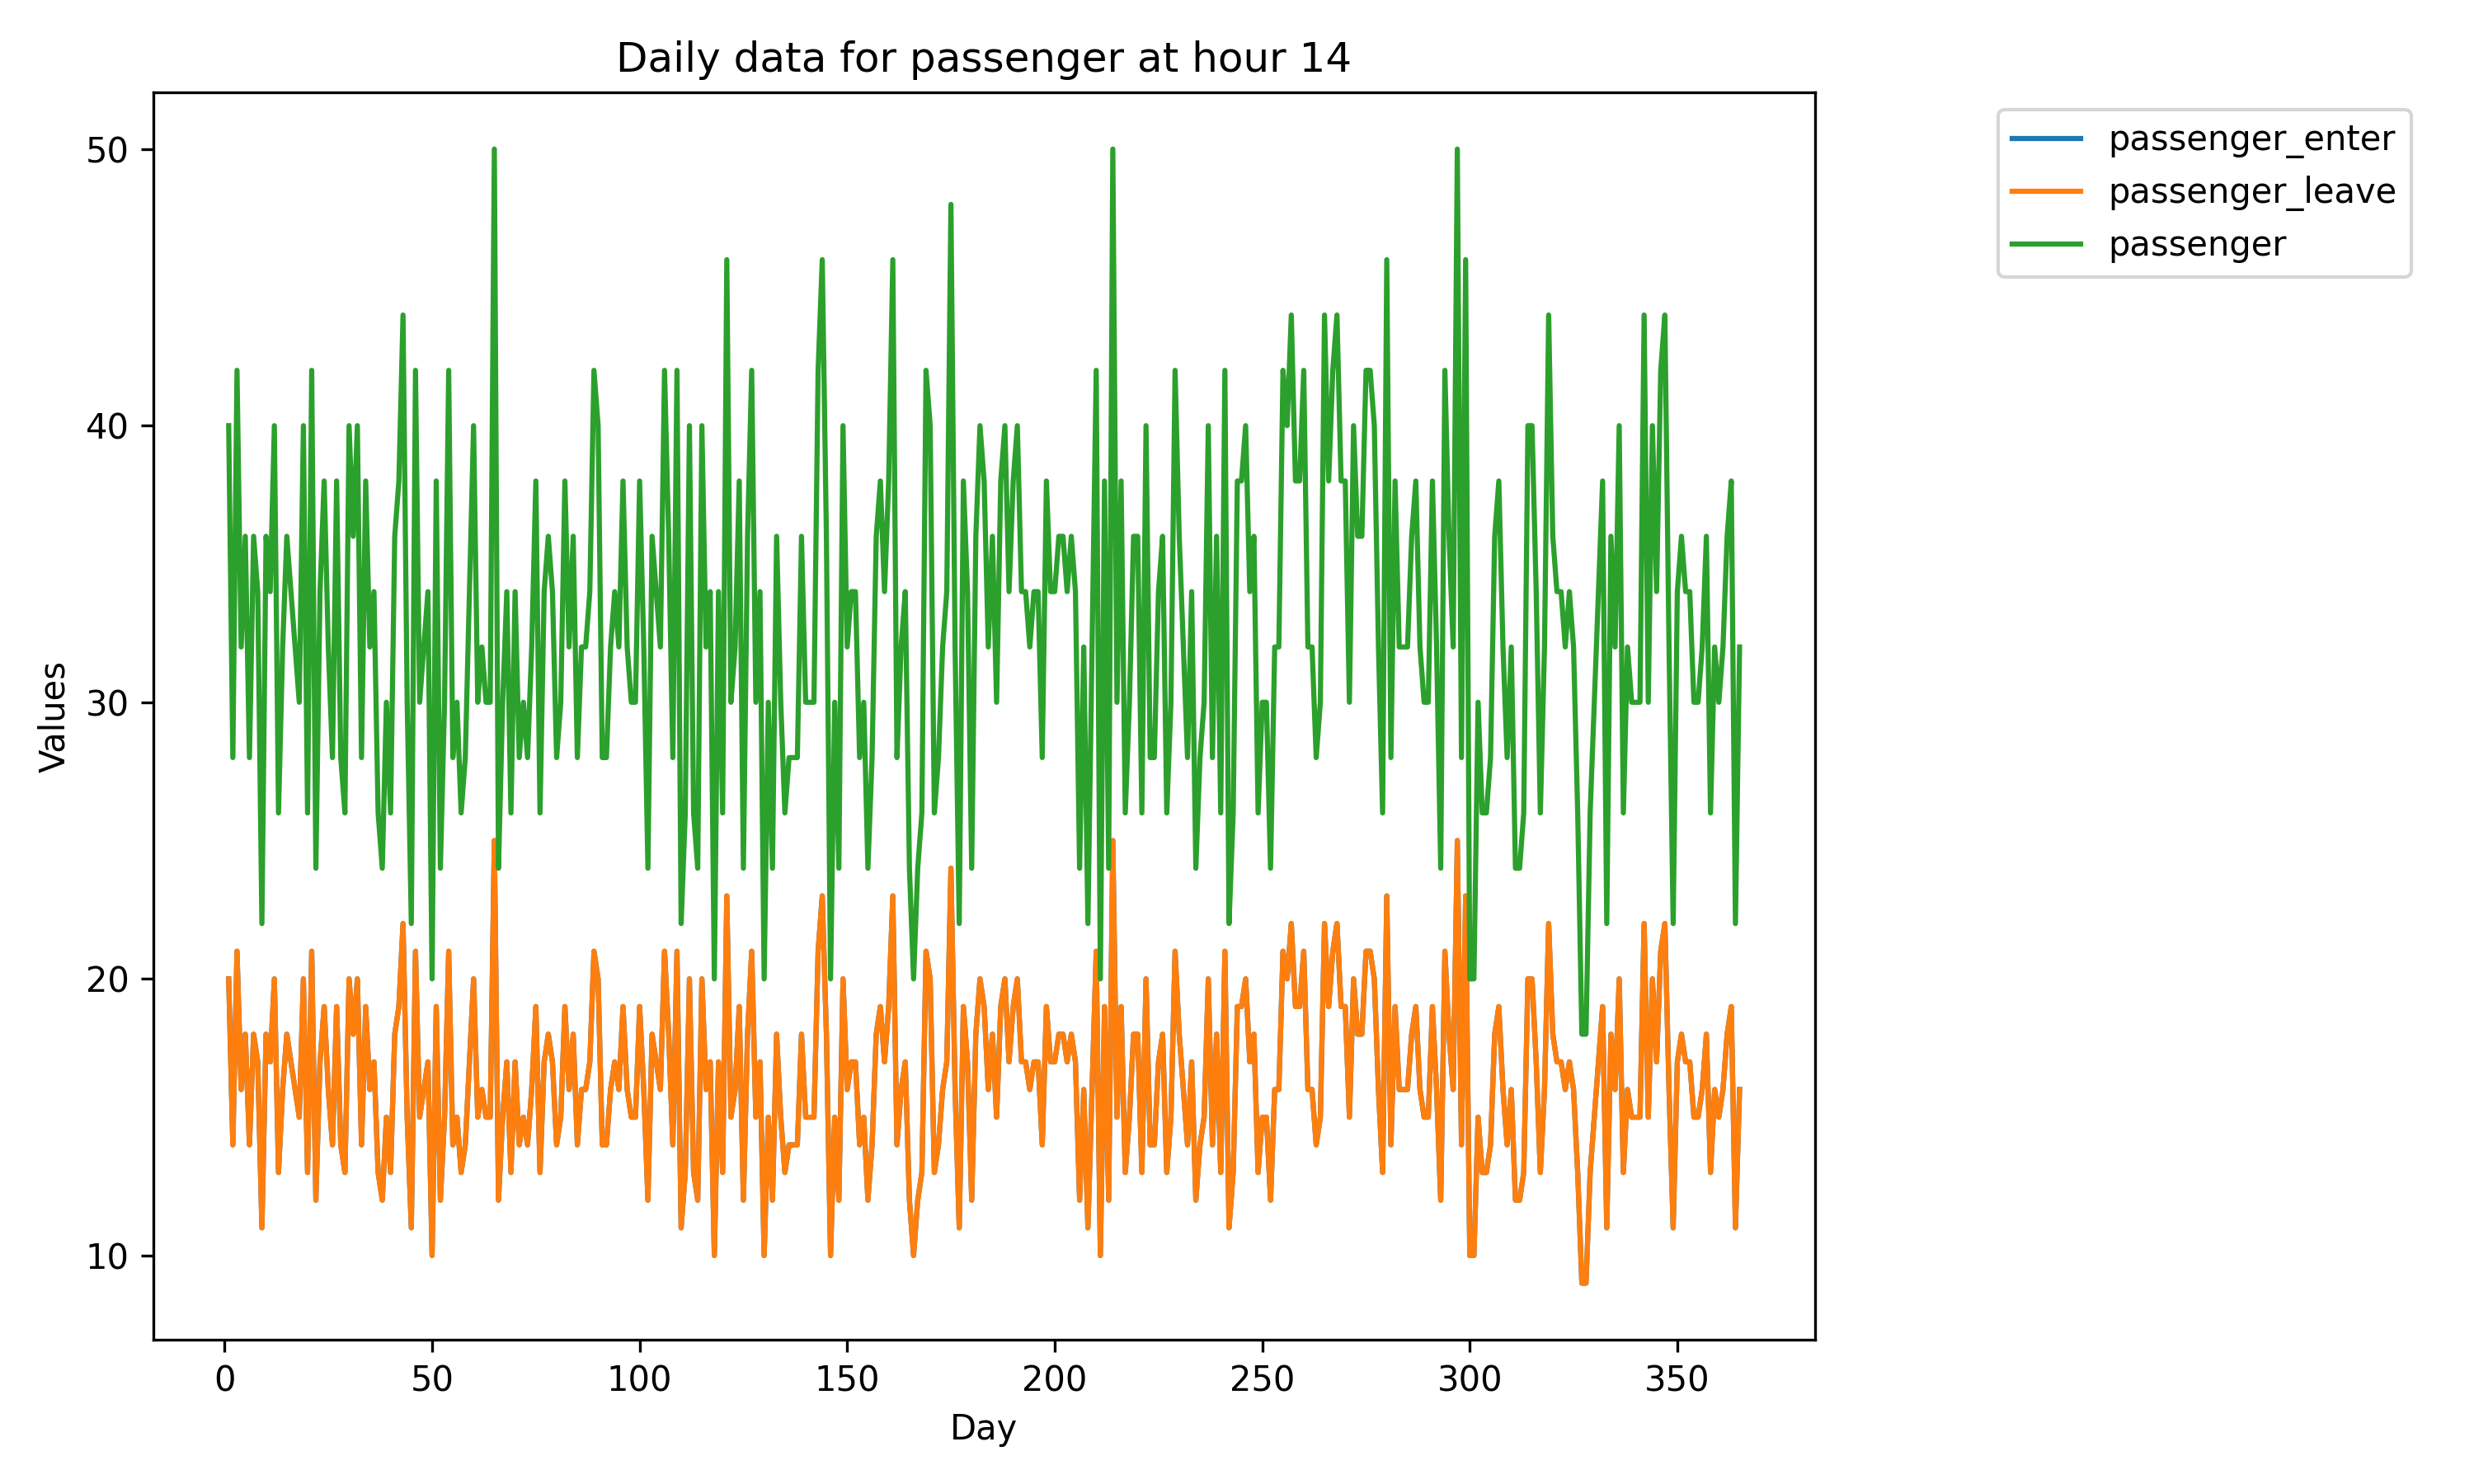 Daily data for passenger at hour 14
passenger_enter
passenger_leave
passenger
Values
50
40
30
20
10
0 50 100 150 200 250 300 350
Day